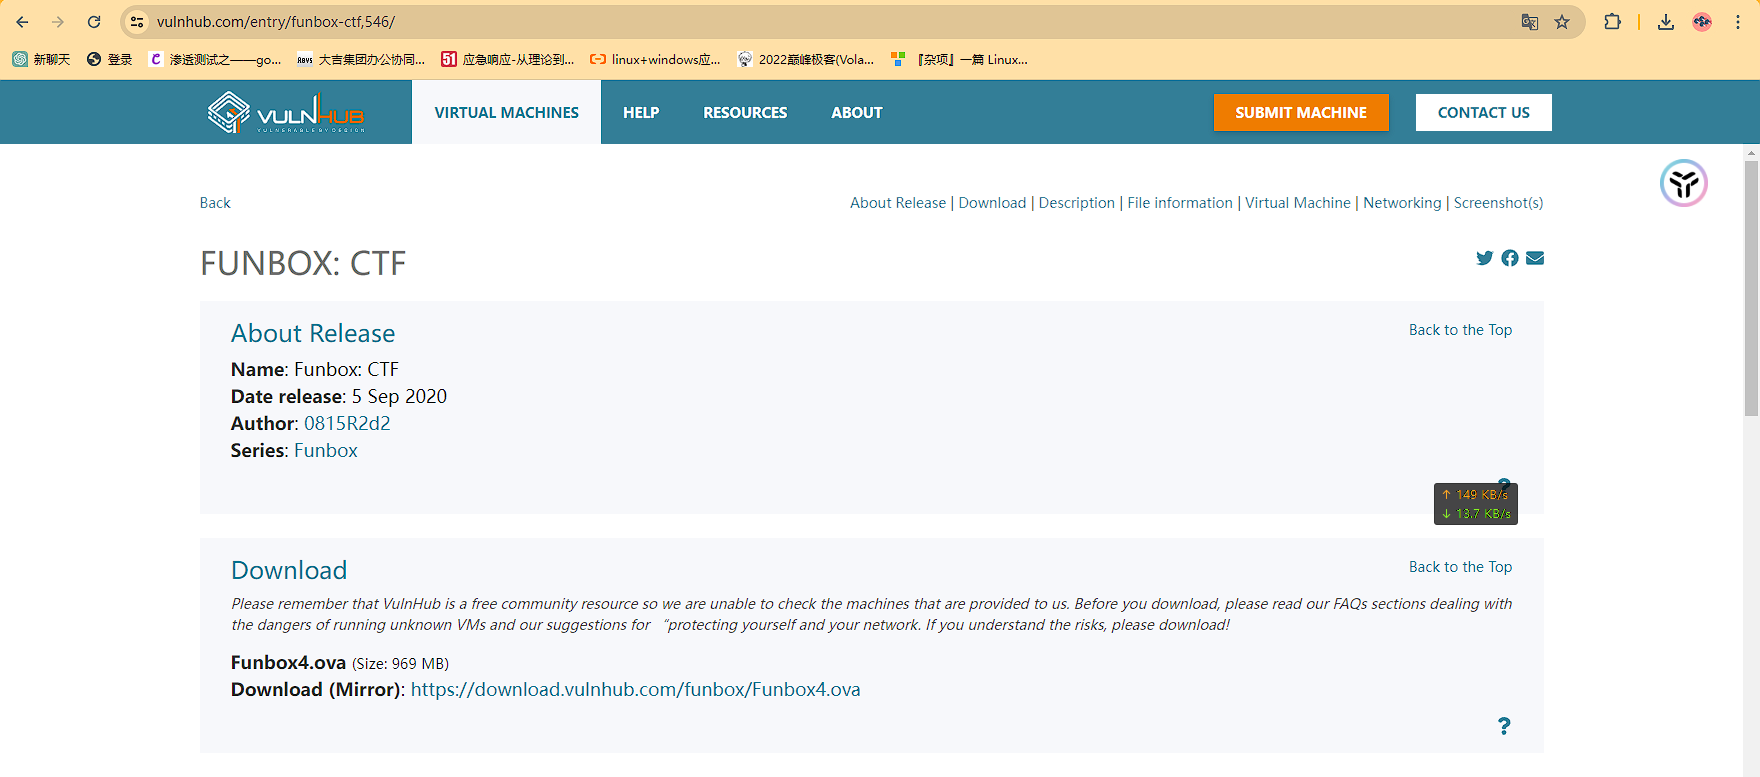 vulnhub.com/entry/funbox-ctf,546/
新聊天 登录 渗透测试之——go... 大吉集团办公协同... 应急响应-从理论到... linux+windows应... 2022巅峰极客(Vola... 『杂项』一篇 Linux...
VULNHUB VIRTUAL MACHINES HELP RESOURCES ABOUT SUBMIT MACHINE CONTACT US
VULNERABLE BY DESIGN
Back About Release | Download | Description | File information | Virtual Machine | Networking | Screenshot(s)
FUNBOX: CTF
About Release Back to the Top
Name: Funbox: CTF
Date release: 5 Sep 2020
Author: 0815R2d2
Series: Funbox
?
↑ 149 KB/s
↓ 13.7 KB/s
Download Back to the Top
Please remember that VulnHub is a free community resource so we are unable to check the machines that are provided to us. Before you download, please read our FAQs sections dealing with
the dangers of running unknown VMs and our suggestions for “protecting yourself and your network. If you understand the risks, please download!
Funbox4.ova (Size: 969 MB)
Download (Mirror): https://download.vulnhub.com/funbox/Funbox4.ova
?